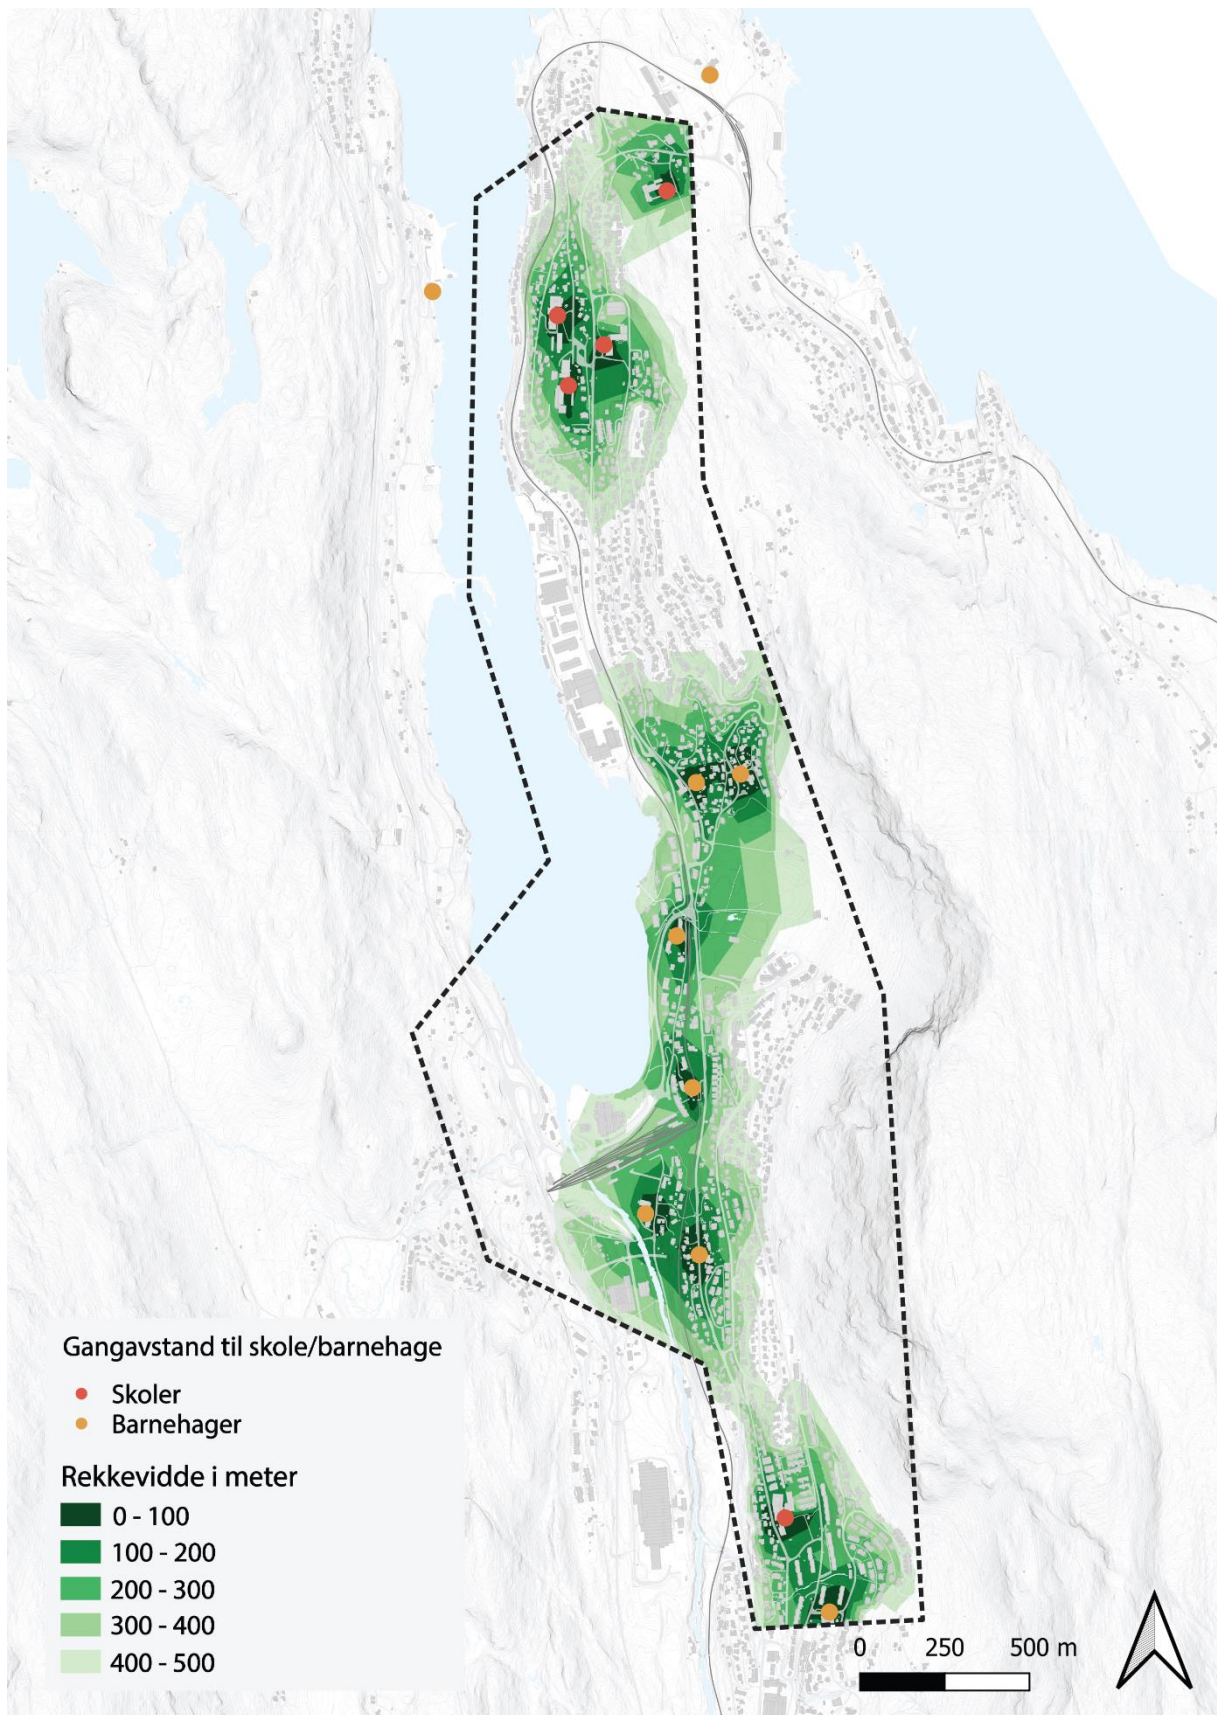 Gangavstand til skole/barnehage
Skoler
Barnehager
Rekkevidde i meter
0 - 100
100 - 200
200 - 300
300 - 400
400 - 500
0 250 500 m